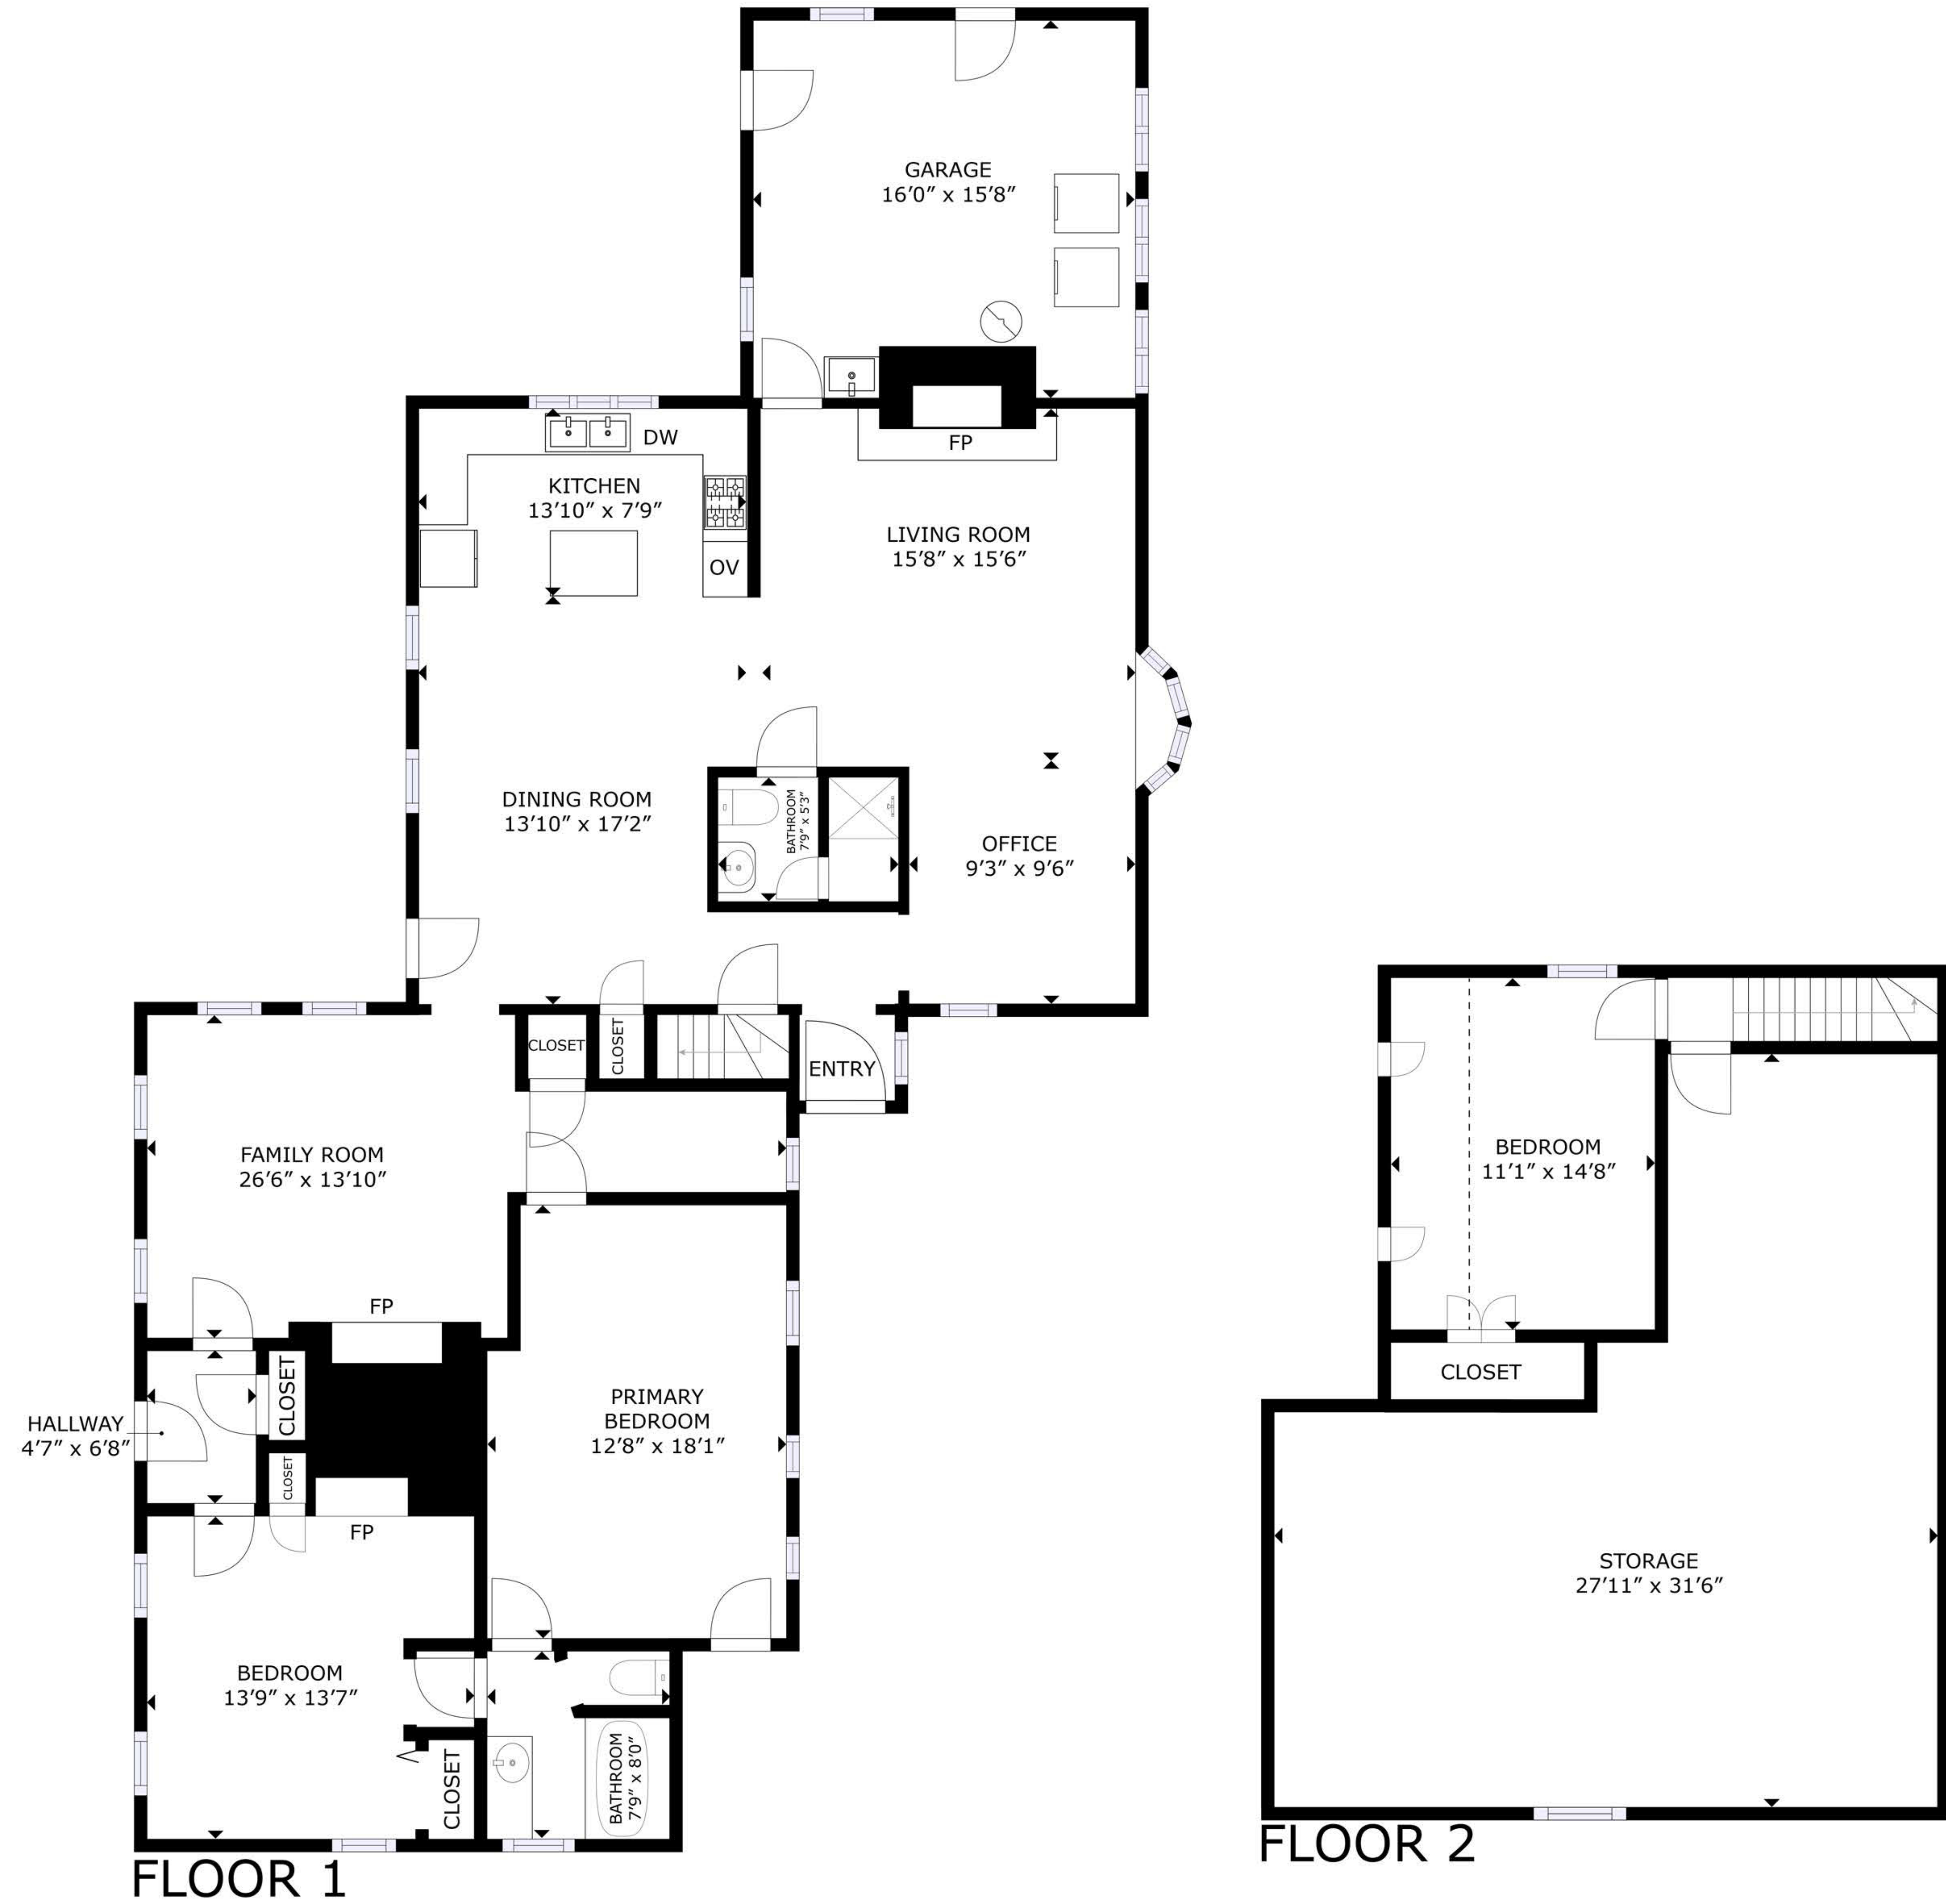 GARAGE
16′0″ x 15′8″
FP
DW
KITCHEN
13′10″ x 7′9″
OV
LIVING ROOM
15′8″ x 15′6″
DINING ROOM
13′10″ x 17′2″
BATHROOM
7′9″ x 5′3″
OFFICE
9′3″ x 9′6″
CLOSET
CLOSET
ENTRY
FAMILY ROOM
26′6″ x 13′10″
FP
CLOSET
HALLWAY
4′7″ x 6′8″
CLOSET
FP
PRIMARY
BEDROOM
12′8″ x 18′1″
BEDROOM
13′9″ x 13′7″
CLOSET
BATHROOM
7′9″ x 8′0″
FLOOR 1
BEDROOM
11′1″ x 14′8″
CLOSET
STORAGE
27′11″ x 31′6″
FLOOR 2